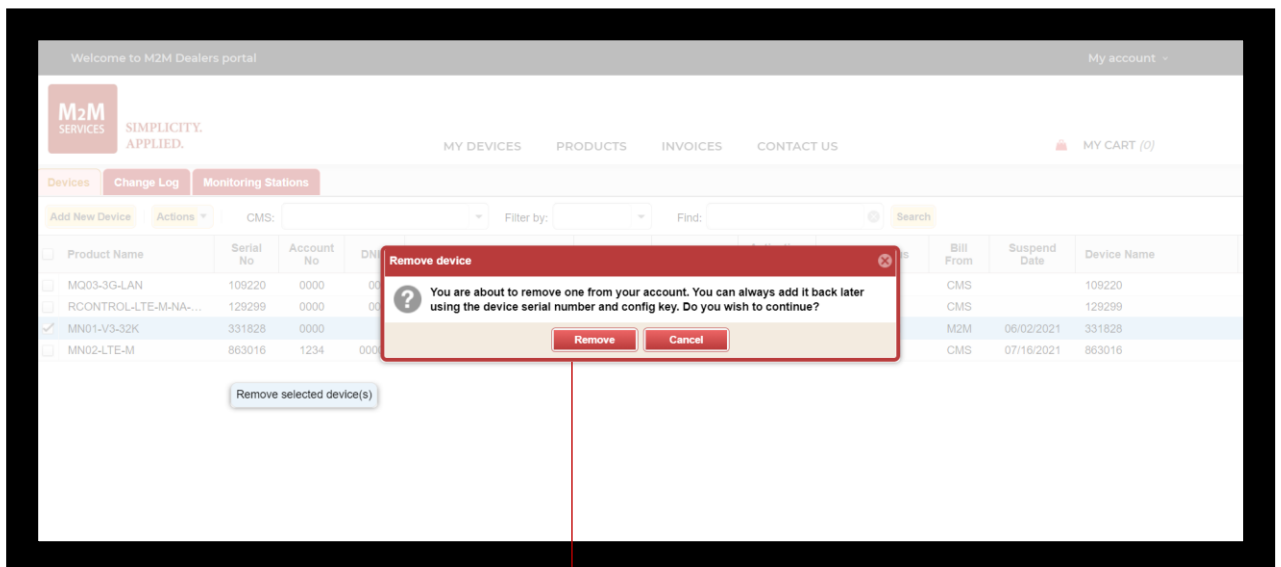 Welcome to M2M Dealers portal
My account
M2M
SERVICES
SIMPLICITY.
APPLIED.
MY DEVICES PRODUCTS INVOICES CONTACT US MY CART (0)
Devices Change Log Monitoring Stations
Add New Device Actions CMS: Filter by: Find: Search
Product Name Serial No Account No Bill From Suspend Date Device Name
MQ03-3G-LAN 109220 0000 CMS 109220
RCONTROL-LTE-M-NA-... 129299 0000 CMS 129299
MN01-V3-32K 331828 0000 M2M 06/02/2021 331828
MN02-LTE-M 863016 1234 CMS 07/16/2021 863016
Remove device
You are about to remove one from your account. You can always add it back later
using the device serial number and config key. Do you wish to continue?
Remove Cancel
Remove selected device(s)